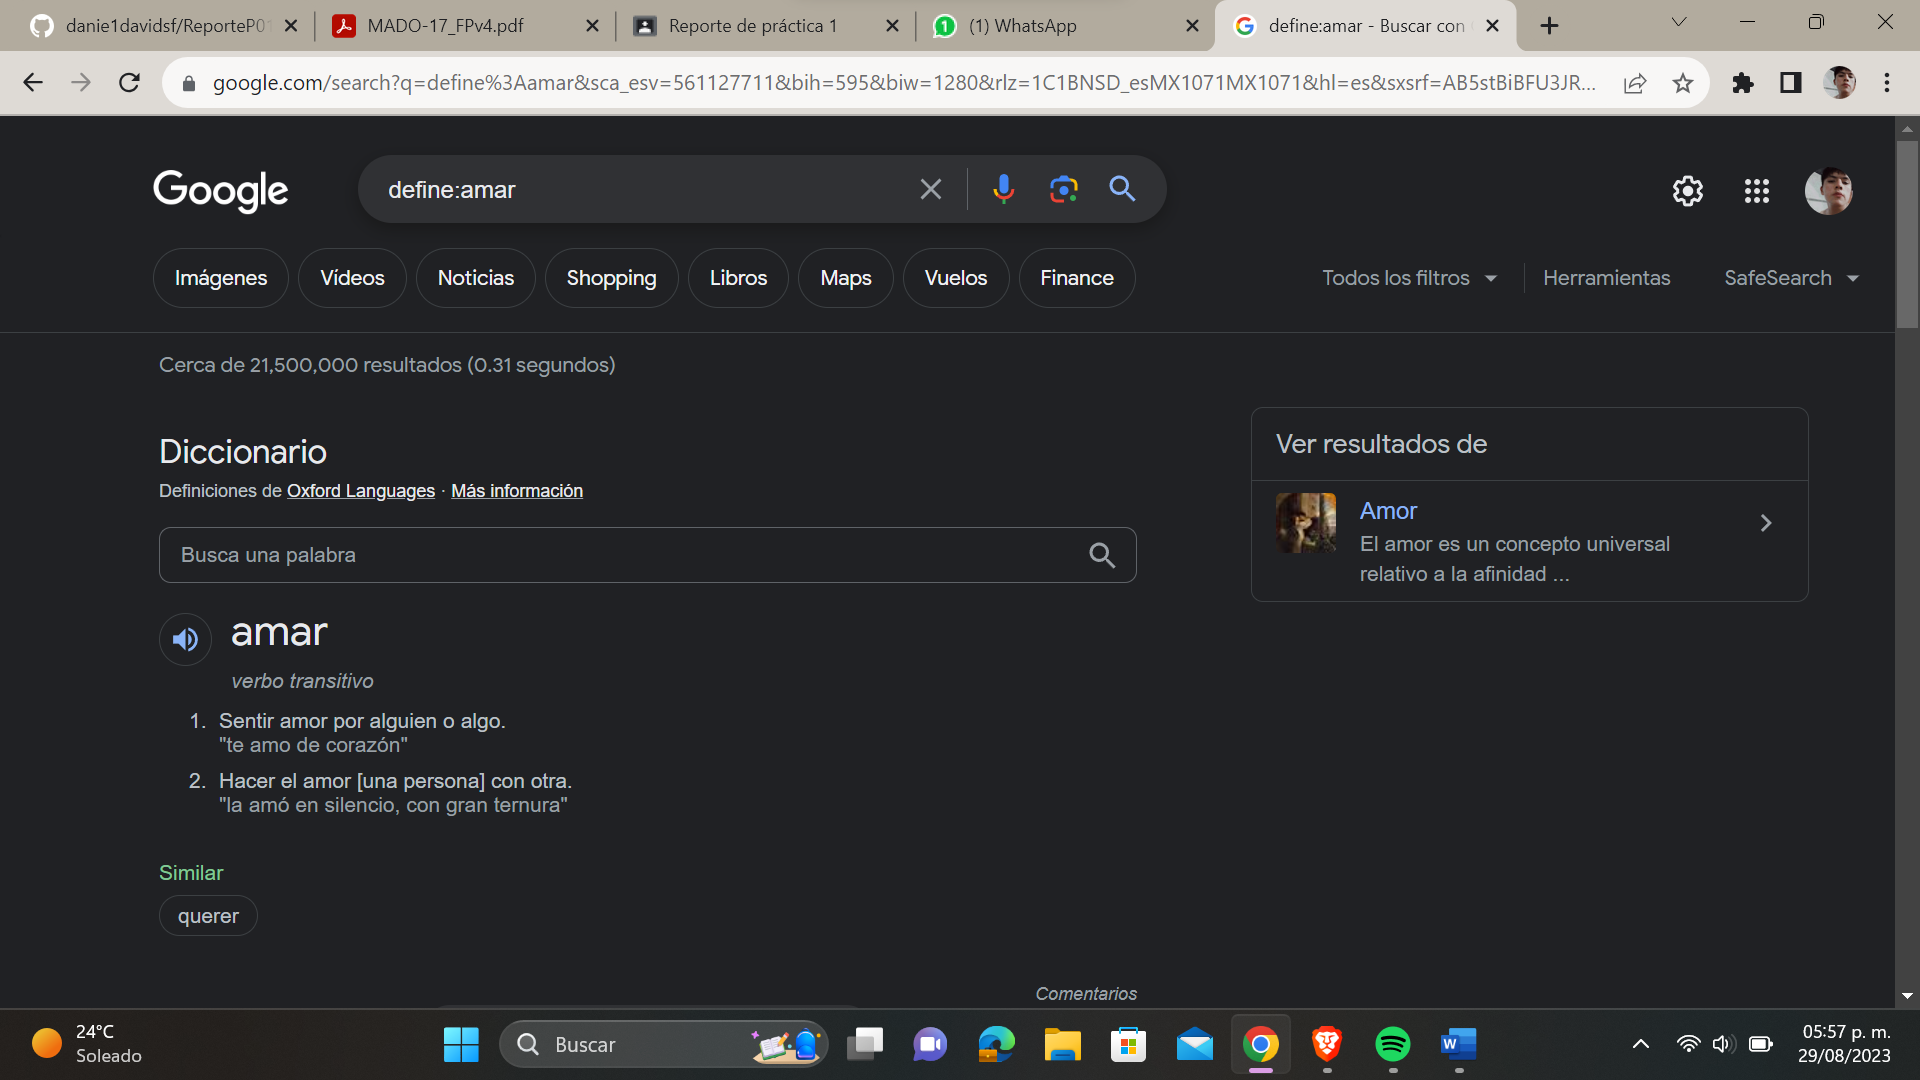 danie1davidsf/ReporteP01
MADO-17_FPv4.pdf
Reporte de práctica 1
(1) WhatsApp
define:amar - Buscar con
google.com/search?q=define%3Aamar&sca_esv=561127711&bih=595&biw=1280&rlz=1C1BNSD_esMX1071MX1071&hl=es&sxsrf=AB5stBiBFU3JR...
Google
define:amar
Imágenes Vídeos Noticias Shopping Libros Maps Vuelos Finance
Todos los filtros Herramientas SafeSearch
Cerca de 21,500,000 resultados (0.31 segundos)
Diccionario
Definiciones de Oxford Languages · Más información
Busca una palabra
amar
verbo transitivo
1. Sentir amor por alguien o algo.
"te amo de corazón"
2. Hacer el amor [una persona] con otra.
"la amó en silencio, con gran ternura"
Similar
querer
Comentarios
Ver resultados de
Amor
El amor es un concepto universal
relativo a la afinidad ...
24°C
Soleado
Buscar
05:57 p. m.
29/08/2023